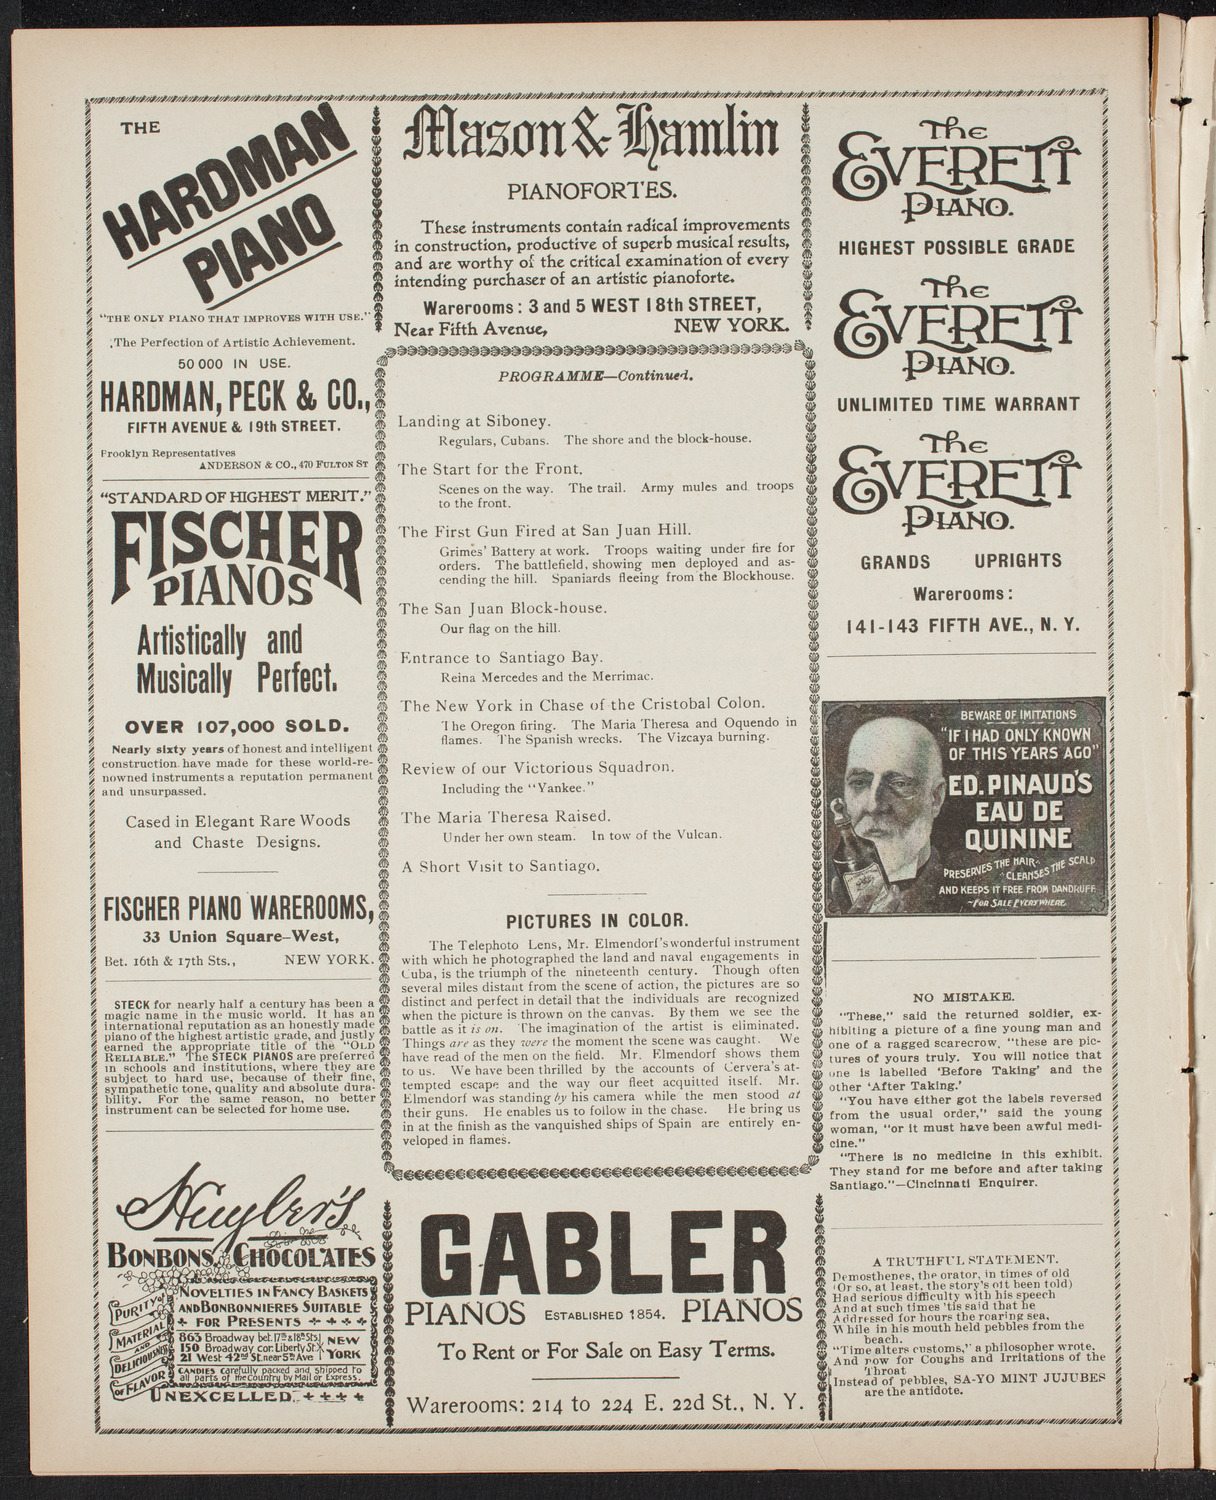 THE
HARDMAN
PIANO
"THE ONLY PIANO THAT IMPROVES WITH USE."
The Perfection of Artistic Achievement.
50000 IN USE.
HARDMAN, PECK & CO.,
FIFTH AVENUE & 19th STREET.
Frooklyn Representatives
ANDERSON & CO., 470 FULTON ST
"STANDARD OF HIGHEST MERIT."
FISCHER
PIANOS
Artistically and
Musically Perfect.
OVER 107,000 SOLD.
Nearly sixty years of honest and intelligent
construction have made for these world-re-
nowned instruments a reputation permanent
and unsurpassed.
Cased in Elegant Rare Woods
and Chaste Designs.
FISCHER PIANO WAREROOMS,
33 Union Square-West,
Bet. 16th & 17th Sts., NEW YORK.
STECK for nearly half a century has been a
magic name in the music world. It has an
international reputation as an honestly made
piano of the highest artistic grade, and justly
earned the appropriate title of the "OLD
RELIABLE." The STECK PIANOS are preferred
in schools and institutions, where they are
subject to hard use, because of their fine,
sympathetic tone, quality and absolute dura-
bility. For the same reason, no better
instrument can be selected for home use.
Huyler's
BONBONS, CHOCOLATES
NOVELTIES IN FANCY BASKETS
AND BONBONNIERES SUITABLE
FOR PRESENTS
PURITY of
MATERIAL
AND
DELICIOUSNESS
of FLAVOR
863 Broadway bet. 17th & 18th Sts.
150 Broadway cor. Liberty St.
21 West 42nd St. near 5th Ave
NEW
YORK
CANDIES Carefully packed and shipped to
all parts of the Country by Mail or Express.
UNEXCELLED
Mason & Hamlin
PIANOFORTES.
These instruments contain radical improvements
in construction, productive of superb musical results,
and are worthy of the critical examination of every
intending purchaser of an artistic pianoforte.
Warerooms: 3 and 5 WEST 18th STREET,
Near Fifth Avenue, NEW YORK.
PROGRAMME—Continued.
Landing at Siboney.
Regulars, Cubans. The shore and the block-house.
The Start for the Front.
Scenes on the way. The trail. Army mules and troops
to the front.
The First Gun Fired at San Juan Hill.
Grimes' Battery at work. Troops waiting under fire for
orders. The battlefield, showing men deployed and as-
cending the hill. Spaniards fleeing from the Blockhouse.
The San Juan Block-house.
Our flag on the hill.
Entrance to Santiago Bay.
Reina Mercedes and the Merrimac.
The New York in Chase of the Cristobal Colon.
The Oregon firing. The Maria Theresa and Oquendo in
flames. The Spanish wrecks. The Vizcaya burning.
Review of our Victorious Squadron.
Including the "Yankee."
The Maria Theresa Raised.
Under her own steam. In tow of the Vulcan.
A Short Visit to Santiago.
PICTURES IN COLOR.
The Telephoto Lens, Mr. Elmendorf's wonderful instrument
with which he photographed the land and naval engagements in
Cuba, is the triumph of the nineteenth century. Though often
several miles distant from the scene of action, the pictures are so
distinct and perfect in detail that the individuals are recognized
when the picture is thrown on the canvas. By them we see the
battle as it is on. The imagination of the artist is eliminated.
Things are as they were the moment the scene was caught. We
have read of the men on the field. Mr. Elmendorf shows them
to us. We have been thrilled by the accounts of Cervera's at-
tempted escape and the way our fleet acquitted itself. Mr.
Elmendorf was standing by his camera while the men stood at
their guns. He enables us to follow in the chase. He bring us
in at the finish as the vanquished ships of Spain are entirely en-
veloped in flames.
GABLER
PIANOS ESTABLISHED 1854. PIANOS
To Rent or For Sale on Easy Terms.
Warerooms: 214 to 224 E. 22d St., N. Y.
The
EVERETT
PIANO.
HIGHEST POSSIBLE GRADE
The
EVERETT
PIANO.
UNLIMITED TIME WARRANT
The
EVERETT
PIANO.
GRANDS UPRIGHTS
Warerooms:
141-143 FIFTH AVE., N. Y.
BEWARE OF IMITATIONS
"IF I HAD ONLY KNOWN
OF THIS YEARS AGO"
ED. PINAUD'S
EAU DE
QUININE
PRESERVES THE HAIR-
CLEANSES THE SCALP
AND KEEPS IT FREE FROM DANDRUFF
~FOR SALE EVERYWHERE.
NO MISTAKE.
"These," said the returned soldier, ex-
hibiting a picture of a fine young man and
one of a ragged scarecrow, "these are pic-
tures of yours truly. You will notice that
one is labelled 'Before Taking' and the
other 'After Taking.'
"You have either got the labels reversed
from the usual order," said the young
woman, "or it must have been awful medi-
cine."
"There is no medicine in this exhibit.
They stand for me before and after taking
Santiago."—Cincinnati Enquirer.
A TRUTHFUL STATEMENT.
Demosthenes, the orator, in times of old
(Or so, at least, the story's oft been told)
Had serious difficulty with his speech
And at such times 'tis said that he
Addressed for hours the roaring sea,
While in his mouth held pebbles from the
beach.
"Time alters customs," a philosopher wrote,
And now for Coughs and Irritations of the
Throat
Instead of pebbles, SA-YO MINT JUJUBES
are the antidote.